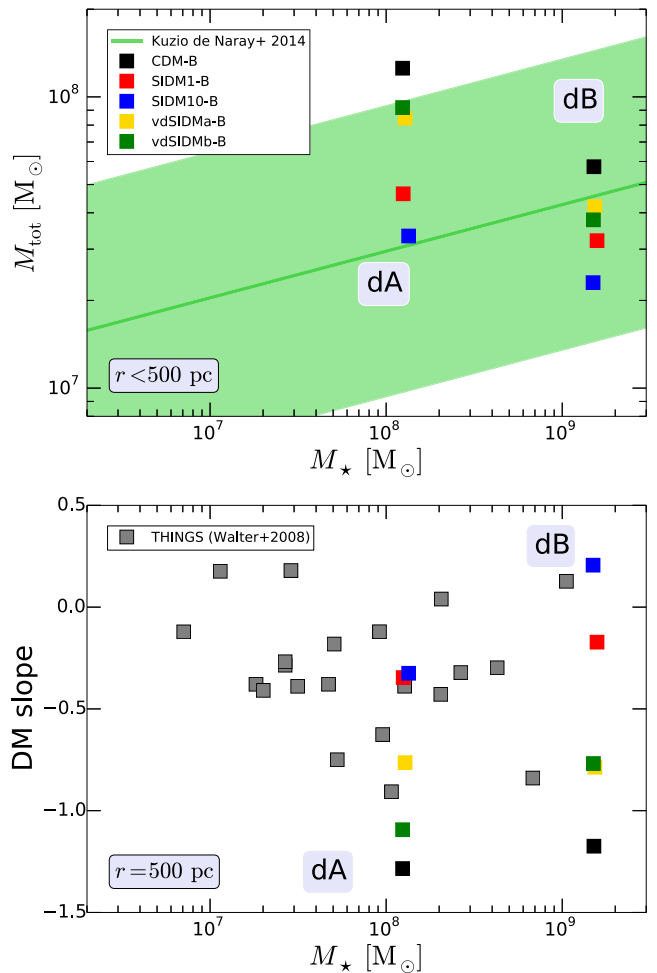 Kuzio de Naray+ 2014
CDM-B
SIDM1-B
SIDM10-B
vdSIDMa-B
vdSIDMb-B
dB
dA
r < 500 pc
10^8
10^7
M_tot [M_⊙]
10^7 10^8 10^9
M_⋆ [M_⊙]
THINGS (Walter+2008)
dB
dA
r = 500 pc
0.5
0.0
−0.5
−1.0
−1.5
DM slope
10^7 10^8 10^9
M_⋆ [M_⊙]